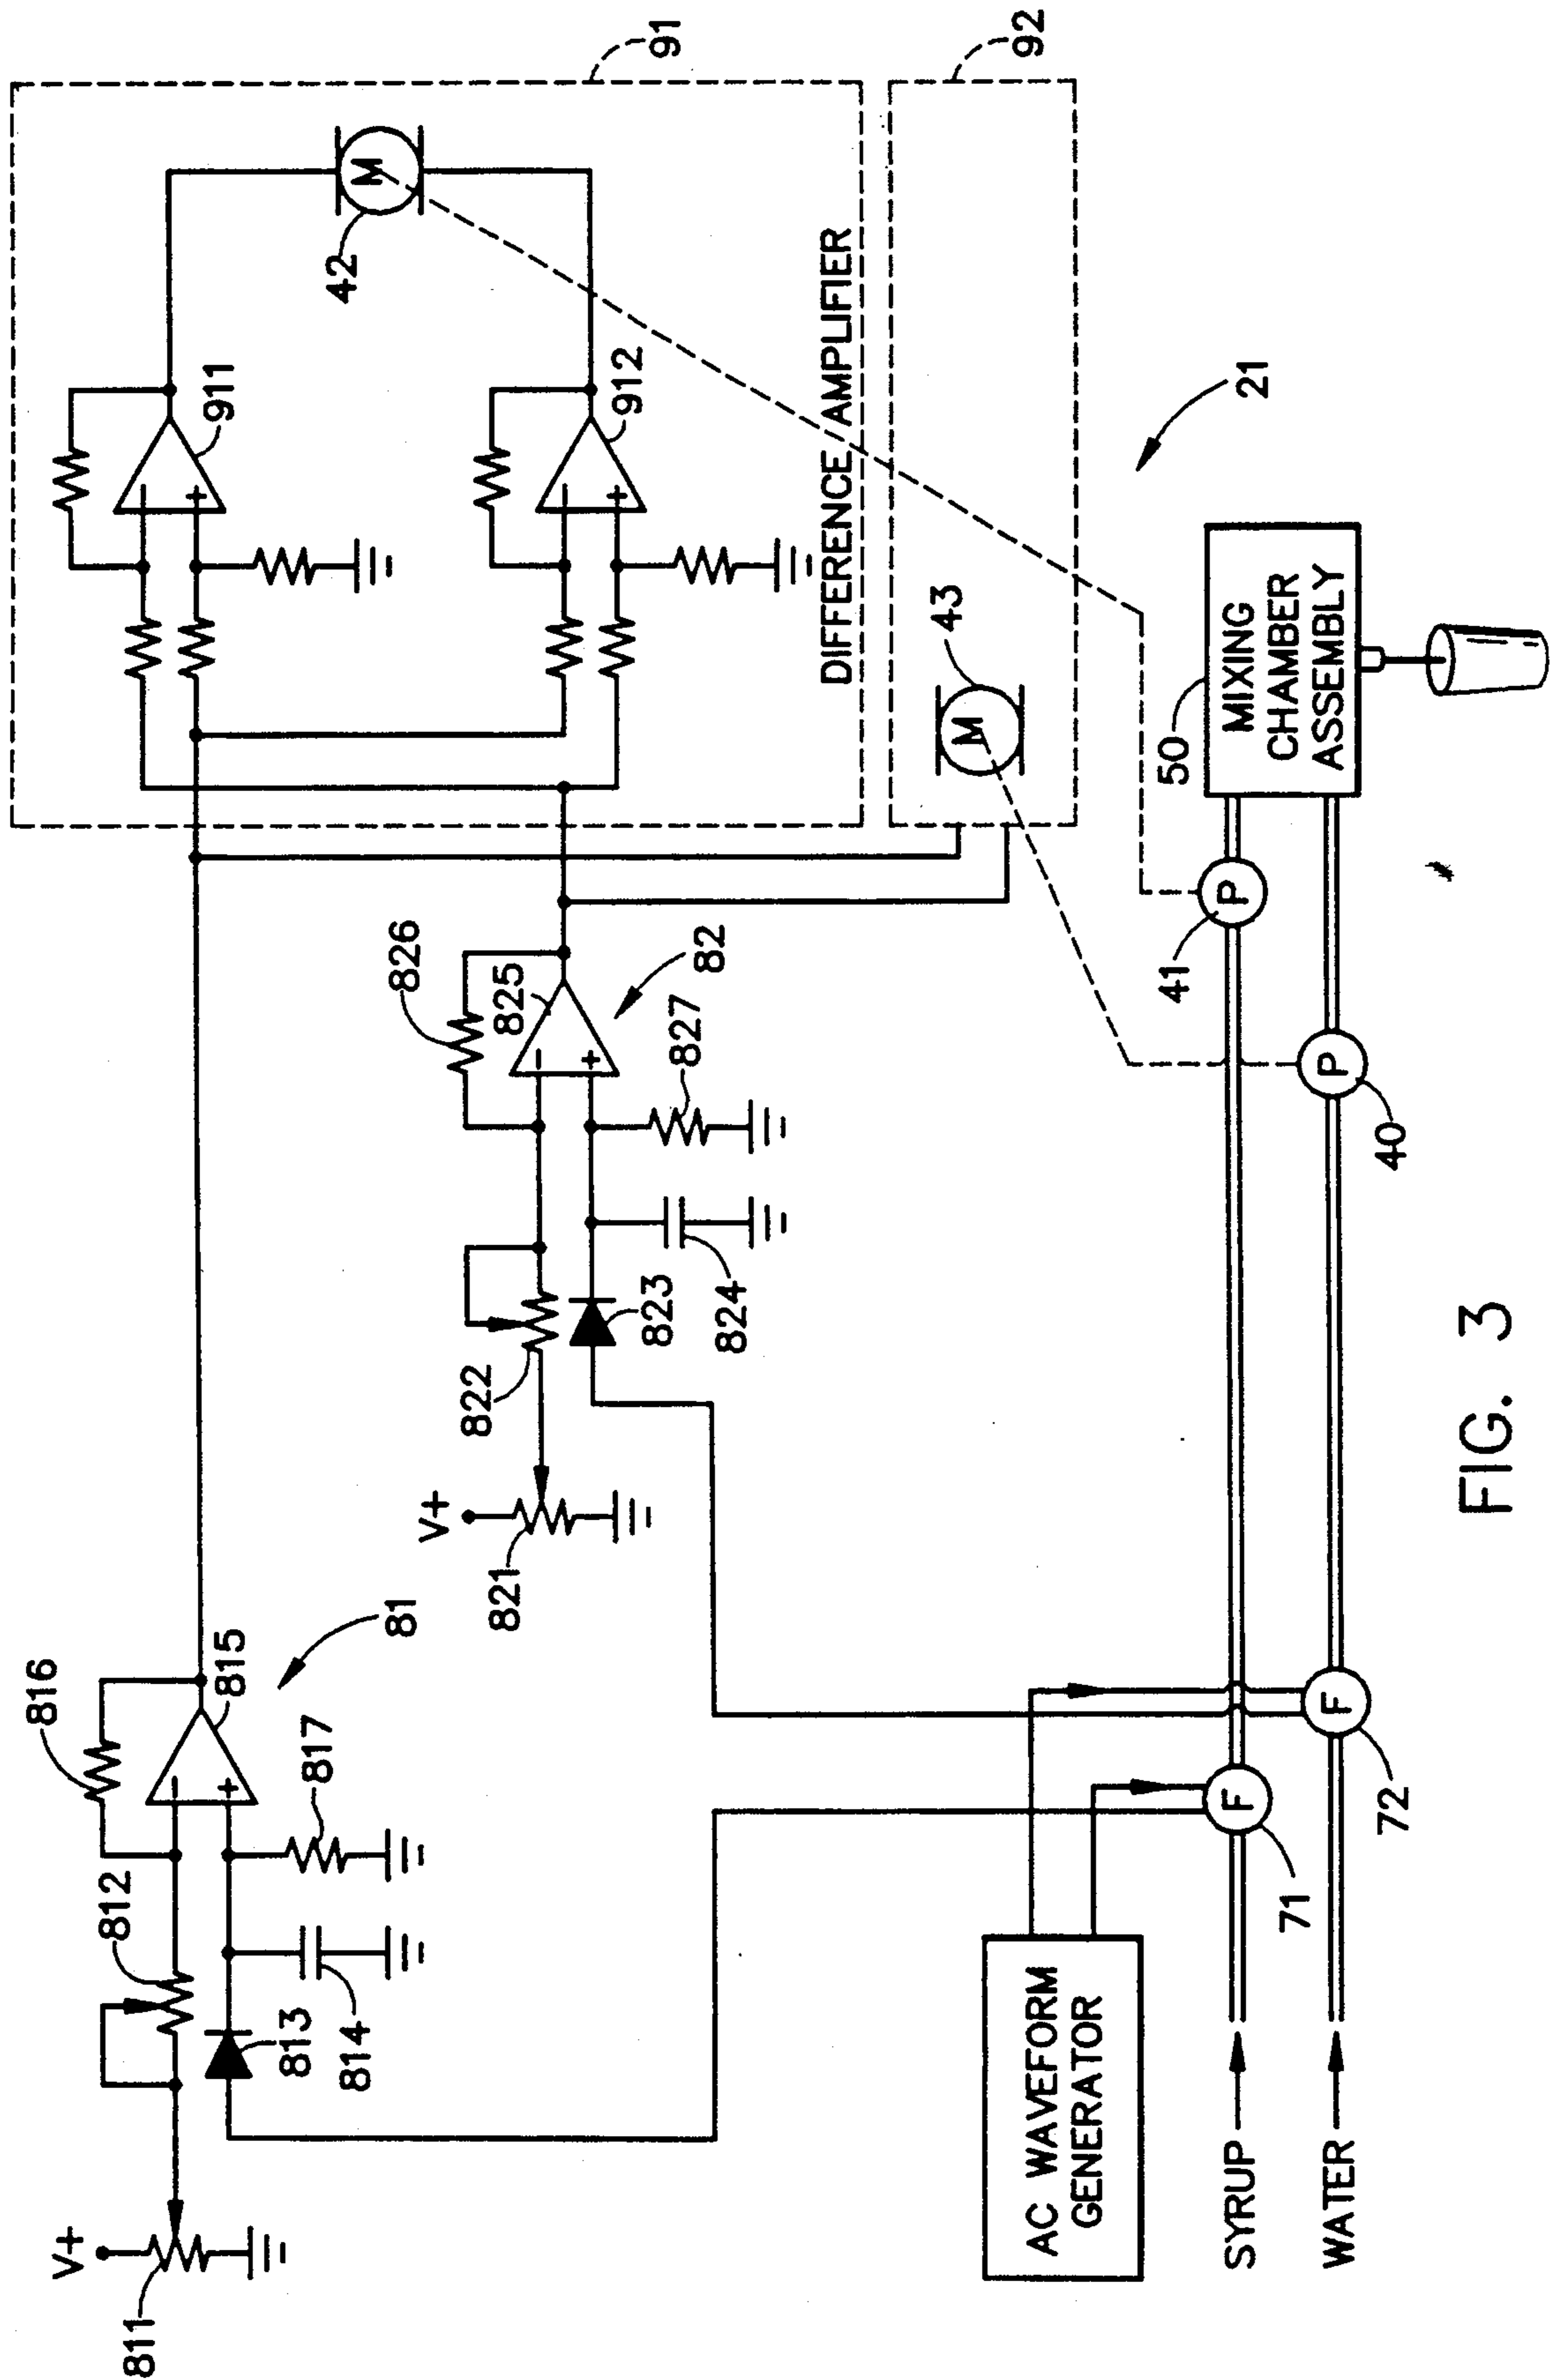 91
92
42
911
912
DIFFERENCE AMPLIFIER
M
43
M
V+
811
812
813
814
815
816
817
81
V+
821
822
823
824
825
826
827
82
-
+
-
+
-
+
-
+
21
AC WAVEFORM
GENERATOR
SYRUP
WATER
F
71
F
72
P
41
P
40
50
MIXING
CHAMBER
ASSEMBLY
FIG. 3